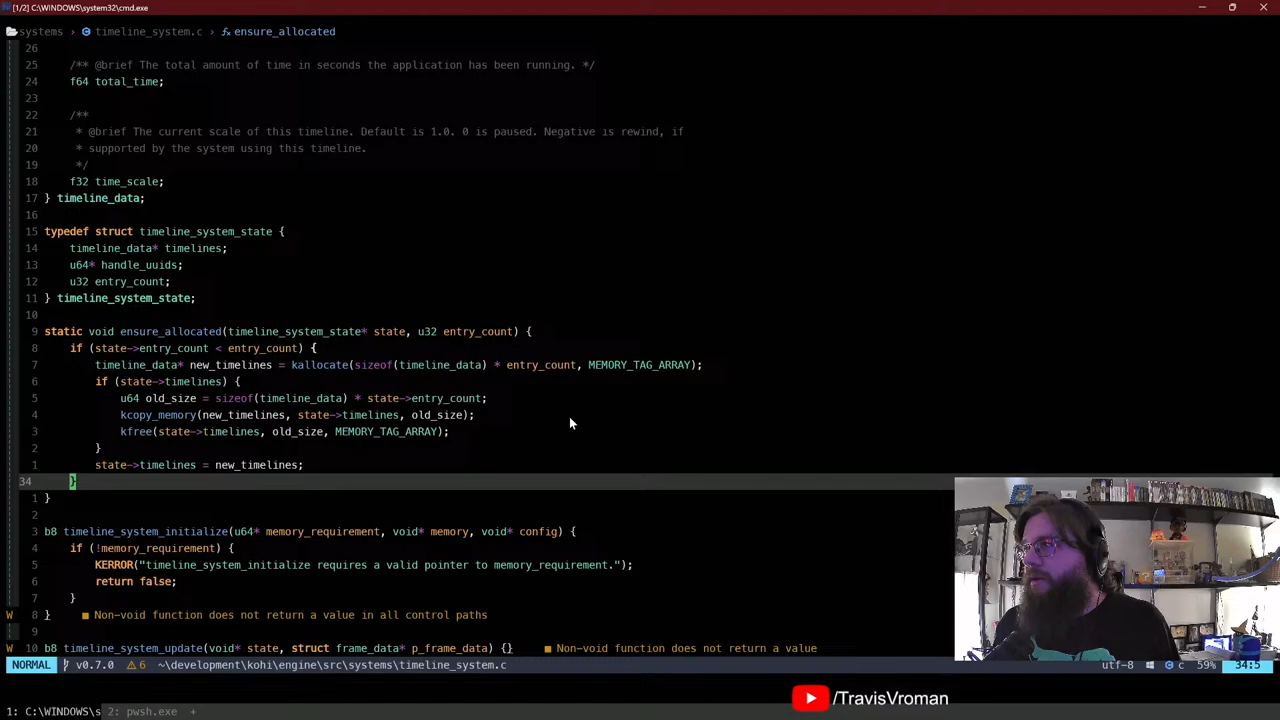 [1/2] C:\WINDOWS\system32\cmd.exe
systems › C timeline_system.c › fx ensure_allocated
26
25 /** @brief The total amount of time in seconds the application has been running. */
24 f64 total_time;
23
22 /**
21 * @brief The current scale of this timeline. Default is 1.0. 0 is paused. Negative is rewind, if
20 * supported by the system using this timeline.
19 */
18 f32 time_scale;
17 } timeline_data;
16
15 typedef struct timeline_system_state {
14 timeline_data* timelines;
13 u64* handle_uuids;
12 u32 entry_count;
11 } timeline_system_state;
10
9 static void ensure_allocated(timeline_system_state* state, u32 entry_count) {
8 if (state->entry_count < entry_count) {
7 timeline_data* new_timelines = kallocate(sizeof(timeline_data) * entry_count, MEMORY_TAG_ARRAY);
6 if (state->timelines) {
5 u64 old_size = sizeof(timeline_data) * state->entry_count;
4 kcopy_memory(new_timelines, state->timelines, old_size);
3 kfree(state->timelines, old_size, MEMORY_TAG_ARRAY);
2 }
1 state->timelines = new_timelines;
34 }
1 }
2
3 b8 timeline_system_initialize(u64* memory_requirement, void* memory, void* config) {
4 if (!memory_requirement) {
5 KERROR("timeline_system_initialize requires a valid pointer to memory_requirement.");
6 return false;
7 }
W 8 } ■ Non-void function does not return a value in all control paths
9
W 10 b8 timeline_system_update(void* state, struct frame_data* p_frame_data) {} ■ Non-void function does not return a value
NORMAL v0.7.0 6 ~\development\kohi\engine\src\systems\timeline_system.c utf-8 C c 59% 34:5
/TravisVroman
1: C:\WINDOWS\s 2: pwsh.exe +